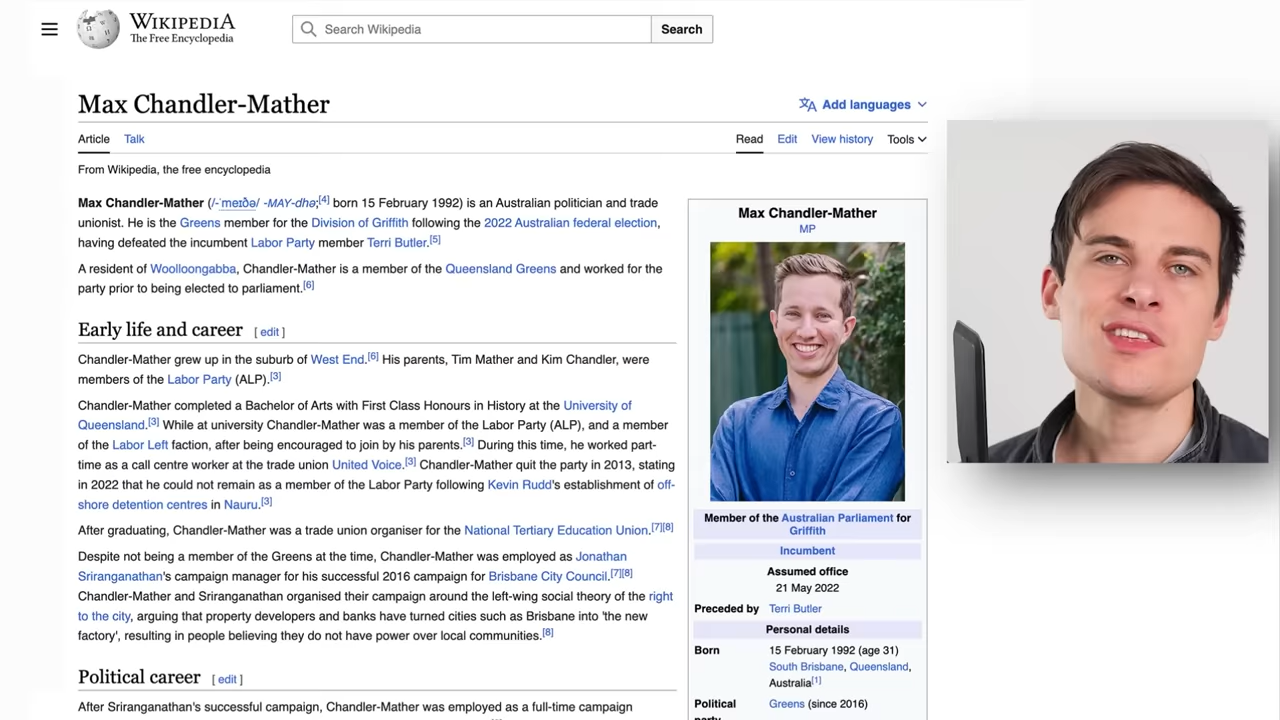 WIKIPEDIA
The Free Encyclopedia
Search Wikipedia
Search
Max Chandler-Mather
Add languages
Article Talk
Read Edit View history Tools
From Wikipedia, the free encyclopedia
Max Chandler-Mather (/-ˈmeɪðə/ -MAY-dhə;[4] born 15 February 1992) is an Australian politician and trade
unionist. He is the Greens member for the Division of Griffith following the 2022 Australian federal election,
having defeated the incumbent Labor Party member Terri Butler.[5]
A resident of Woolloongabba, Chandler-Mather is a member of the Queensland Greens and worked for the
party prior to being elected to parliament.[6]
Early life and career [ edit ]
Chandler-Mather grew up in the suburb of West End.[6] His parents, Tim Mather and Kim Chandler, were
members of the Labor Party (ALP).[3]
Chandler-Mather completed a Bachelor of Arts with First Class Honours in History at the University of
Queensland.[3] While at university Chandler-Mather was a member of the Labor Party (ALP), and a member
of the Labor Left faction, after being encouraged to join by his parents.[3] During this time, he worked part-
time as a call centre worker at the trade union United Voice.[3] Chandler-Mather quit the party in 2013, stating
in 2022 that he could not remain as a member of the Labor Party following Kevin Rudd's establishment of off-
shore detention centres in Nauru.[3]
After graduating, Chandler-Mather was a trade union organiser for the National Tertiary Education Union.[7][8]
Despite not being a member of the Greens at the time, Chandler-Mather was employed as Jonathan
Sriranganathan's campaign manager for his successful 2016 campaign for Brisbane City Council.[7][8]
Chandler-Mather and Sriranganathan organised their campaign around the left-wing social theory of the right
to the city, arguing that property developers and banks have turned cities such as Brisbane into 'the new
factory', resulting in people believing they do not have power over local communities.[8]
Political career [ edit ]
After Sriranganathan's successful campaign, Chandler-Mather was employed as a full-time campaign
Max Chandler-Mather
MP
Member of the Australian Parliament for
Griffith
Incumbent
Assumed office
21 May 2022
Preceded by Terri Butler
Personal details
Born 15 February 1992 (age 31)
South Brisbane, Queensland,
Australia[1]
Political Greens (since 2016)
party